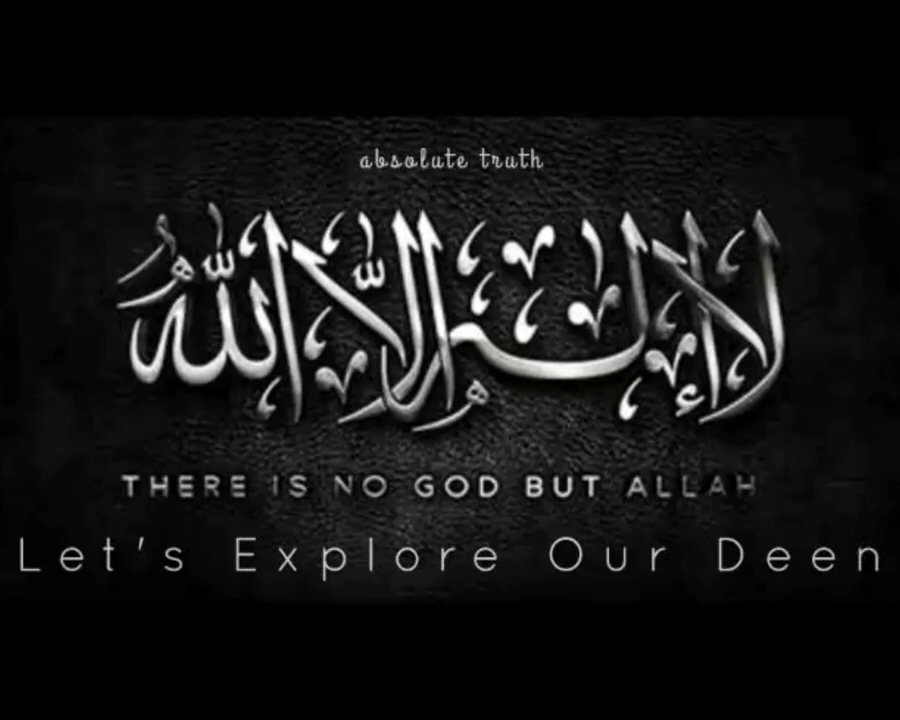 absolute truth
لا إله إلا الله
THERE IS NO GOD BUT ALLAH
Let's Explore Our Deen